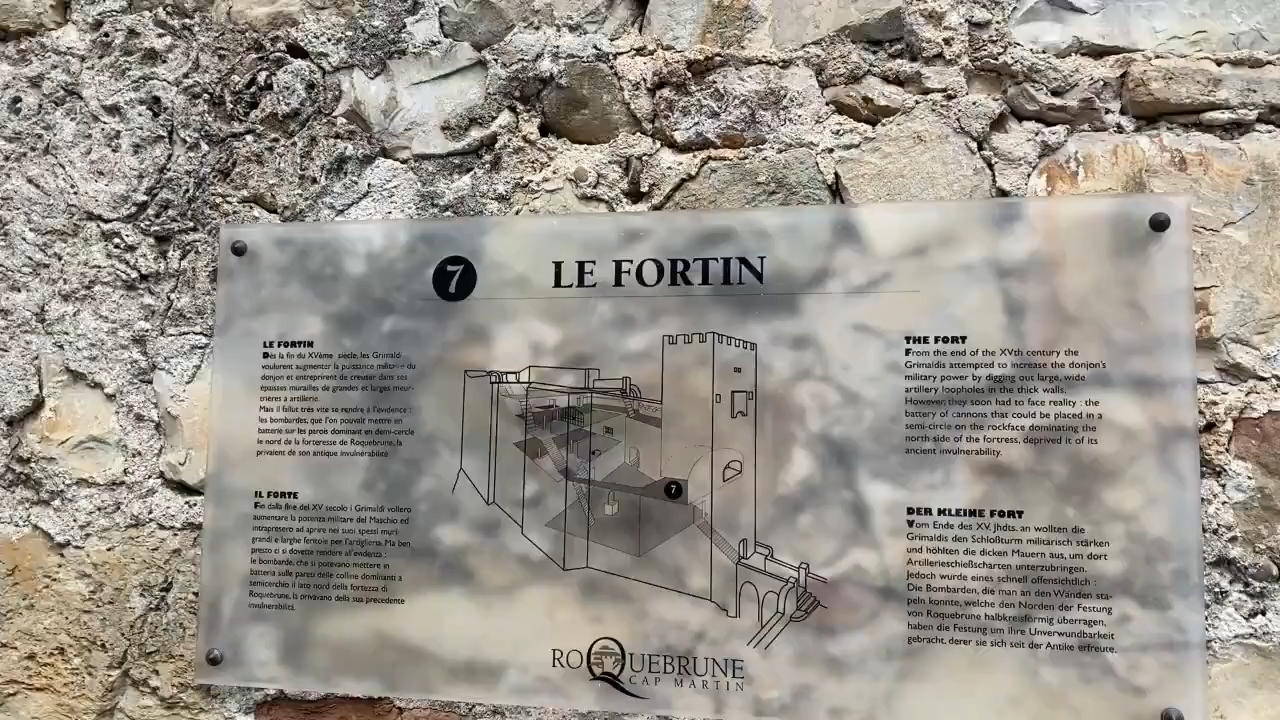 7 LE FORTIN
LE FORTIN
Dès la fin du XVème siècle, les Grimaldi
voulurent augmenter la puissance militaire du
donjon et entreprirent de creuser dans ses
épaisses murailles de grandes et larges meur-
trières a artillerie.
Mais il fallut très vite se rendre à l'évidence :
les bombardes, que l'on pouvait mettre en
batterie sur les parois dominant en demi-cercle
le nord de la forteresse de Roquebrune, la
privaient de son antique invulnérabilité
IL FORTE
Fin dalla fine del XV secolo i Grimaldi vollero
aumentare la potenza militare del Maschio ed
intrapresero ad aprire nei suoi spessi muri
grandi e larghe feritoie per l'artiglieria. Ma ben
presto ci si dovette rendere all'evidenza :
le bombarde, che si potevano mettere in
batteria sulle pareti delle colline dominanti a
semicerchio il lato nord della fortezza di
Roquebrune, la privavano della sua precedente
invulnerabilità.
THE FORT
From the end of the XVth century the
Grimaldis attempted to increase the donjon's
military power by digging out large, wide
artillery loopholes in the thick walls.
However, they soon had to face reality : the
battery of cannons that could be placed in a
semi-circle on the rockface dominating the
north side of the fortress, deprived it of its
ancient invulnerability.
DER KLEINE FORT
Vom Ende des XV. Jhdts. an wollten die
Grimaldis den Schloßturm militarisch stärken
und höhlten die dicken Mauern aus, um dort
Artillerieschießscharten unterzubringen.
Jedoch wurde eines schnell offensichtlich :
Die Bombarden, die man an den Wänden sta-
peln konnte, welche den Norden der Festung
von Roquebrune halbkreisförmig überragen,
haben die Festung um ihre Unverwundbarkeit
gebracht, derer sie sich seit der Antike erfreute.
7
ROQUEBRUNE
CAP MARTIN